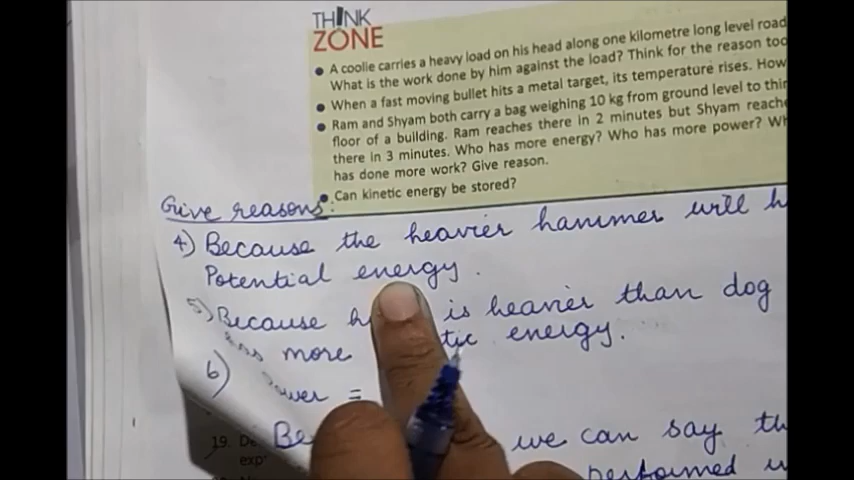 THINK
ZONE
A coolie carries a heavy load on his head along one kilometre long level road
What is the work done by him against the load? Think for the reason too
When a fast moving bullet hits a metal target, its temperature rises. How
Ram and Shyam both carry a bag weighing 10 kg from ground level to
floor of a building. Ram reaches there in 2 minutes but Shyam
there in 3 minutes. Who has more energy? Who has more power?
has done more work? Give reason.
Can kinetic energy be stored?
Give reasons:
4) Because the heavier hammer will
Potential energy.
5) Because is heavier than dog
more energy.
6) =
we can say
performed
19.